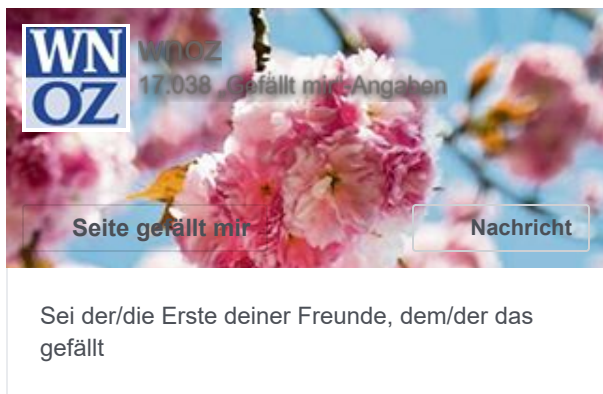 WN
OZ
WNOZ
17.038 „Gefällt mir“-Angaben
Seite gefällt mir
Nachricht
Sei der/die Erste deiner Freunde, dem/der das
gefällt